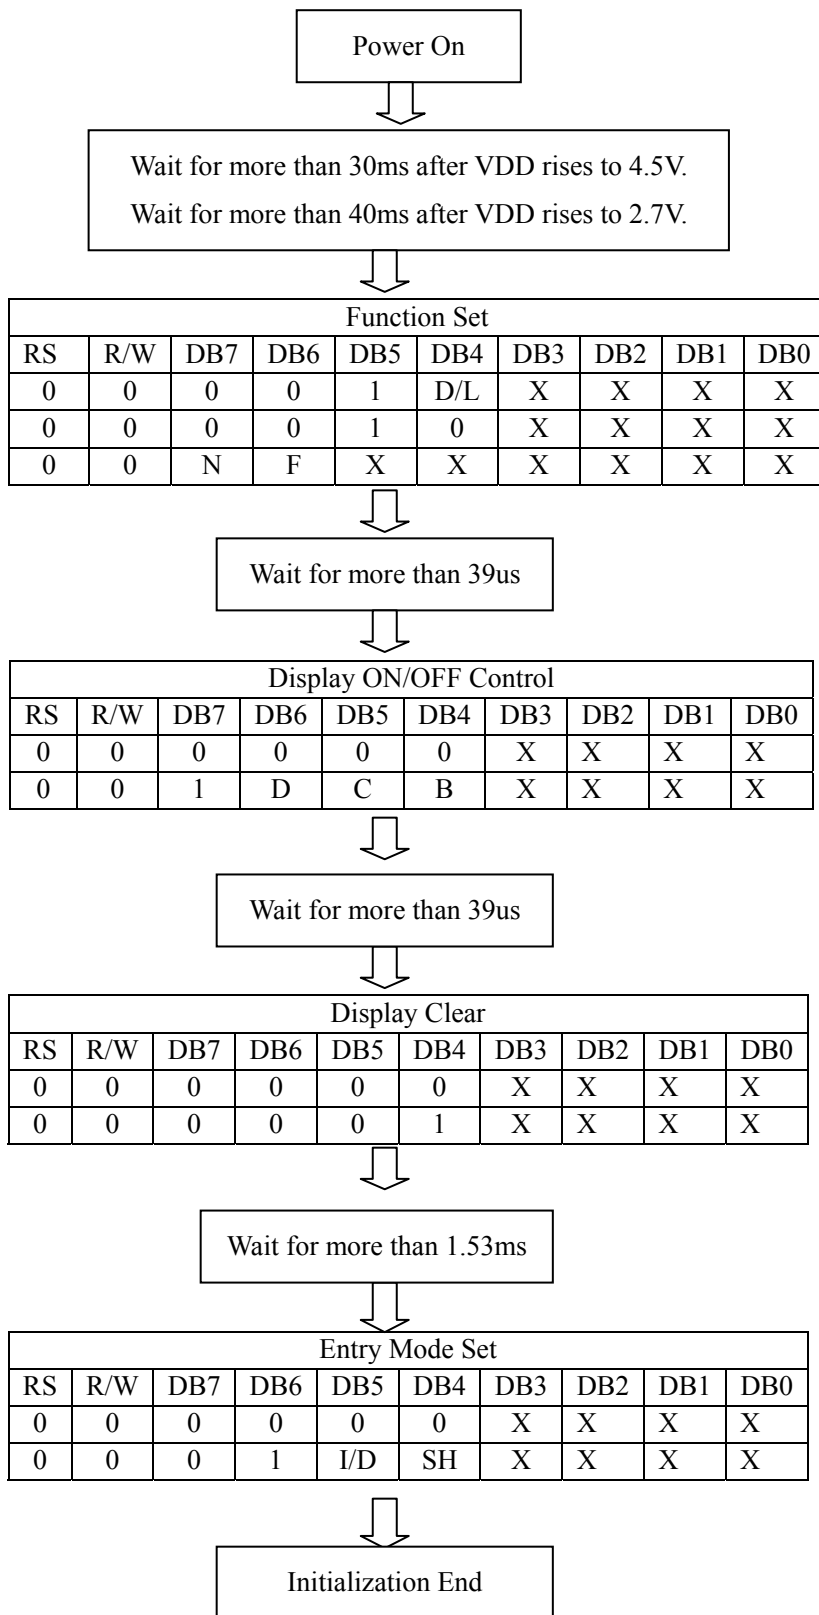 Power On
Wait for more than 30ms after VDD rises to 4.5V.
Wait for more than 40ms after VDD rises to 2.7V.
Function Set
RS R/W DB7 DB6 DB5 DB4 DB3 DB2 DB1 DB0
0 0 0 0 1 D/L X X X X
0 0 0 0 1 0 X X X X
0 0 N F X X X X X X
Wait for more than 39us
Display ON/OFF Control
RS R/W DB7 DB6 DB5 DB4 DB3 DB2 DB1 DB0
0 0 0 0 0 0 X X X X
0 0 1 D C B X X X X
Wait for more than 39us
Display Clear
RS R/W DB7 DB6 DB5 DB4 DB3 DB2 DB1 DB0
0 0 0 0 0 0 X X X X
0 0 0 0 0 1 X X X X
Wait for more than 1.53ms
Entry Mode Set
RS R/W DB7 DB6 DB5 DB4 DB3 DB2 DB1 DB0
0 0 0 0 0 0 X X X X
0 0 0 1 I/D SH X X X X
Initialization End